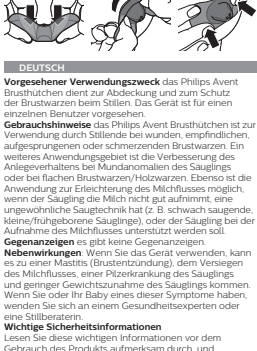 DEUTSCH
Vorgesehener Verwendungszweck das Philips Avent
Brusthütchen dient zur Abdeckung und zum Schutz
der Brustwarzen beim Stillen. Das Gerät ist für einen
einzelnen Benutzer vorgesehen.
Gebrauchshinweise das Philips Avent Brusthütchen ist zur
Verwendung durch Stillende bei wunden, empfindlichen,
aufgesprungenen oder schmerzenden Brustwarzen. Ein
weiteres Anwendungsgebiet ist die Verbesserung des
Anlegeverhaltens bei Mundanomalien des Säuglings
oder bei flachen Brustwarzen/Holzwarzen. Ebenso ist die
Anwendung zur Erleichterung des Milchflusses möglich,
wenn der Säugling die Milch nicht gut aufnimmt, eine
ungewöhnliche Saugtechnik hat (z. B. schwach saugende,
kleine/frühgeborene Säuglinge), oder der Säugling bei der
Aufnahme des Milchflusses unterstützt werden soll.
Gegenanzeigen es gibt keine Gegenanzeigen.
Nebenwirkungen: Wenn Sie das Gerät verwenden, kann
es zu einer Mastitis (Brustentzündung), dem Versiegen
des Milchflusses, einer Pilzerkrankung des Säuglings
und geringer Gewichtszunahme des Säuglings kommen.
Wenn Sie oder Ihr Baby eines dieser Symptome haben,
wenden Sie sich an einem Gesundheitsexperten oder
eine Stillberaterin.
Wichtige Sicherheitsinformationen
Lesen Sie diese wichtigen Informationen vor dem
Gebrauch des Produkts aufmerksam durch, und